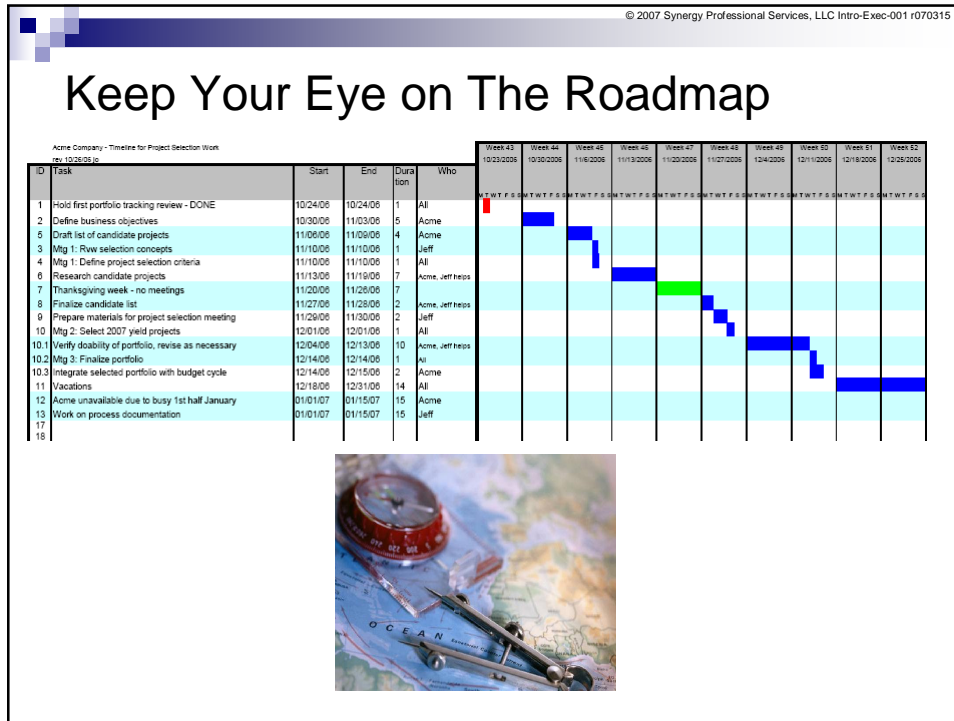 © 2007 Synergy Professional Services, LLC Intro-Exec-001 r070315
Keep Your Eye on The Roadmap
Acme Company - Timeline for Project Selection Work
rev 10/26/06 jo
Week 43 Week 44 Week 45 Week 46 Week 47 Week 48 Week 49 Week 50 Week 51 Week 52
10/23/2006 10/30/2006 11/6/2006 11/13/2006 11/20/2006 11/27/2006 12/4/2006 12/11/2006 12/18/2006 12/25/2006
ID Task Start End Dura tion Who
M T W T F S S M T W T F S S M T W T F S S M T W T F S S M T W T F S S M T W T F S S M T W T F S S M T W T F S S M T W T F S S M T W T F S S
1 Hold first portfolio tracking review - DONE 10/24/06 10/24/06 1 All
2 Define business objectives 10/30/06 11/03/06 5 Acme
5 Draft list of candidate projects 11/06/06 11/09/06 4 Acme
3 Mtg 1: Rvw selection concepts 11/10/06 11/10/06 1 Jeff
4 Mtg 1: Define project selection criteria 11/10/06 11/10/06 1 All
6 Research candidate projects 11/13/06 11/19/06 7 Acme, Jeff helps
7 Thanksgiving week - no meetings 11/20/06 11/26/06 7
8 Finalize candidate list 11/27/06 11/28/06 2 Acme, Jeff helps
9 Prepare materials for project selection meeting 11/29/06 11/30/06 2 Jeff
10 Mtg 2: Select 2007 yield projects 12/01/06 12/01/06 1 All
10.1 Verify doability of portfolio, revise as necessary 12/04/06 12/13/06 10 Acme, Jeff helps
10.2 Mtg 3: Finalize portfolio 12/14/06 12/14/06 1 All
10.3 Integrate selected portfolio with budget cycle 12/14/06 12/15/06 2 Acme
11 Vacations 12/18/06 12/31/06 14 All
12 Acme unavailable due to busy 1st half January 01/01/07 01/15/07 15 Acme
13 Work on process documentation 01/01/07 01/15/07 15 Jeff
17
18
OCEAN